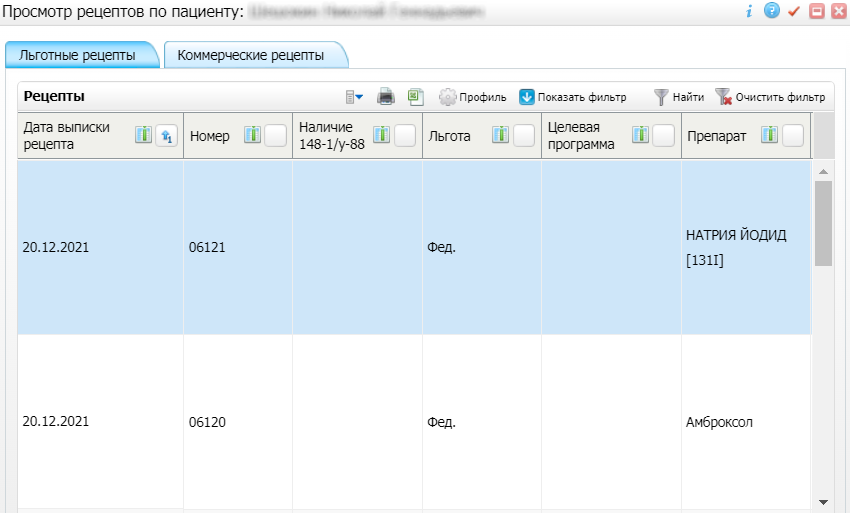 Просмотр рецептов по пациенту:
Льготные рецепты
Коммерческие рецепты
Рецепты
Профиль
Показать фильтр
Найти
Очистить фильтр
Дата выписки
рецепта
1
Номер
Наличие
148-1/у-88
Льгота
Целевая
программа
Препарат
20.12.2021
06121
Фед.
НАТРИЯ ЙОДИД
[131I]
20.12.2021
06120
Фед.
Амброксол